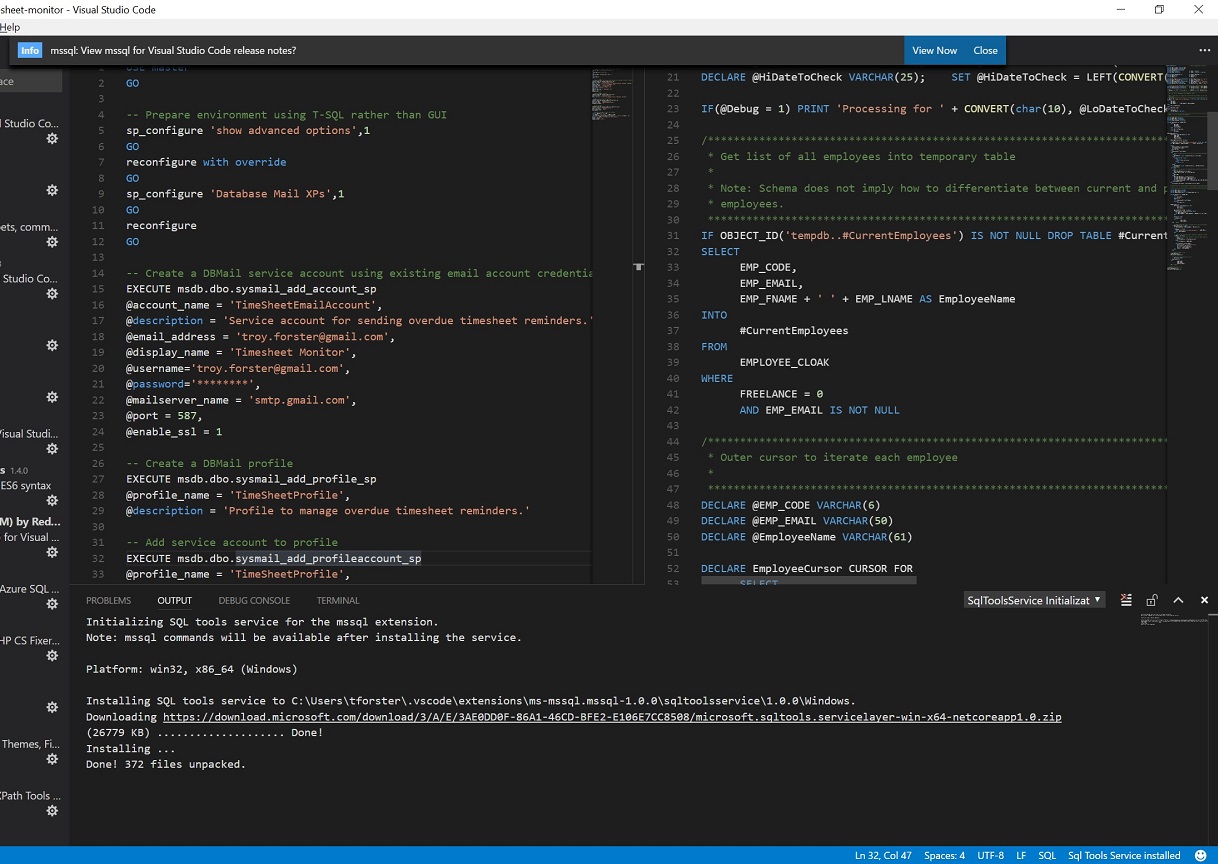 sheet-monitor - Visual Studio Code
Help
Info mssql: View mssql for Visual Studio Code release notes? View Now Close ...
ace
l Studio Co...
ets, comm...
Studio Co...
Visual Studi...
s 1.4.0
ES6 syntax
M) by Red...
for Visual ...
Azure SQL ...
HP CS Fixer...
Themes, Fi...
XPath Tools ...
1 use master
2 GO
3
4 -- Prepare environment using T-SQL rather than GUI
5 sp_configure 'show advanced options',1
6 GO
7 reconfigure with override
8 GO
9 sp_configure 'Database Mail XPs',1
10 GO
11 reconfigure
12 GO
13
14 -- Create a DBMail service account using existing email account credentia
15 EXECUTE msdb.dbo.sysmail_add_account_sp
16 @account_name = 'TimeSheetEmailAccount',
17 @description = 'Service account for sending overdue timesheet reminders.'
18 @email_address = 'troy.forster@gmail.com',
19 @display_name = 'Timesheet Monitor',
20 @username='troy.forster@gmail.com',
21 @password='********',
22 @mailserver_name = 'smtp.gmail.com',
23 @port = 587,
24 @enable_ssl = 1
25
26 -- Create a DBMail profile
27 EXECUTE msdb.dbo.sysmail_add_profile_sp
28 @profile_name = 'TimeSheetProfile',
29 @description = 'Profile to manage overdue timesheet reminders.'
30
31 -- Add service account to profile
32 EXECUTE msdb.dbo.sysmail_add_profileaccount_sp
33 @profile_name = 'TimeSheetProfile',
21 DECLARE @HiDateToCheck VARCHAR(25); SET @HiDateToCheck = LEFT(CONVERT(
22
23 IF(@Debug = 1) PRINT 'Processing for ' + CONVERT(char(10), @LoDateToCheck
24
25 /************************************************************************
26 * Get list of all employees into temporary table
27 *
28 * Note: Schema does not imply how to differentiate between current and p
29 * employees.
30 ************************************************************************
31 IF OBJECT_ID('tempdb..#CurrentEmployees') IS NOT NULL DROP TABLE #Current
32 SELECT
33 EMP_CODE,
34 EMP_EMAIL,
35 EMP_FNAME + ' ' + EMP_LNAME AS EmployeeName
36 INTO
37 #CurrentEmployees
38 FROM
39 EMPLOYEE_CLOAK
40 WHERE
41 FREELANCE = 0
42 AND EMP_EMAIL IS NOT NULL
43
44 /************************************************************************
45 * Outer cursor to iterate each employee
46 *
47 ************************************************************************
48 DECLARE @EMP_CODE VARCHAR(6)
49 DECLARE @EMP_EMAIL VARCHAR(50)
50 DECLARE @EmployeeName VARCHAR(61)
51
52 DECLARE EmployeeCursor CURSOR FOR
53 SELECT
PROBLEMS OUTPUT DEBUG CONSOLE TERMINAL SqlToolsService Initializat
Initializing SQL tools service for the mssql extension.
Note: mssql commands will be available after installing the service.
Platform: win32, x86_64 (Windows)
Installing SQL tools service to C:\Users\tforster\.vscode\extensions\ms-mssql.mssql-1.0.0\sqltoolsservice\1.0.0\Windows.
Downloading https://download.microsoft.com/download/3/A/E/3AE0DD0F-86A1-46CD-BFE2-E106E7CC8508/microsoft.sqltools.servicelayer-win-x64-netcoreapp1.0.zip
(26779 KB) .................... Done!
Installing ...
Done! 372 files unpacked.
Ln 32, Col 47 Spaces: 4 UTF-8 LF SQL Sql Tools Service installed